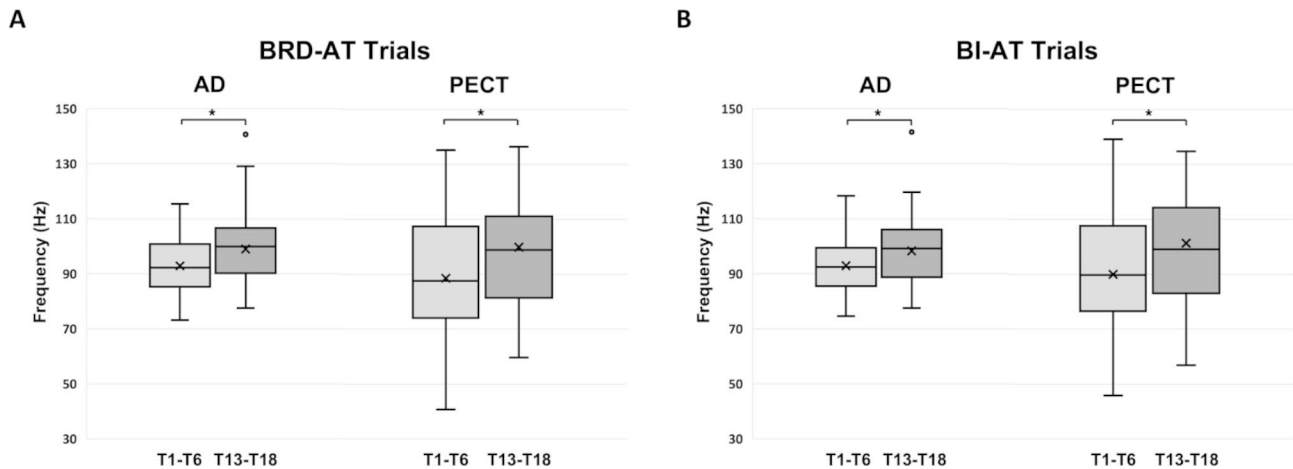 A
BRD-AT Trials
AD PECT
*
*
150
130
110
90
70
50
30
Frequency (Hz)
T1-T6 T13-T18 T1-T6 T13-T18
B
BI-AT Trials
AD PECT
*
*
150
130
110
90
70
50
30
Frequency (Hz)
T1-T6 T13-T18 T1-T6 T13-T18